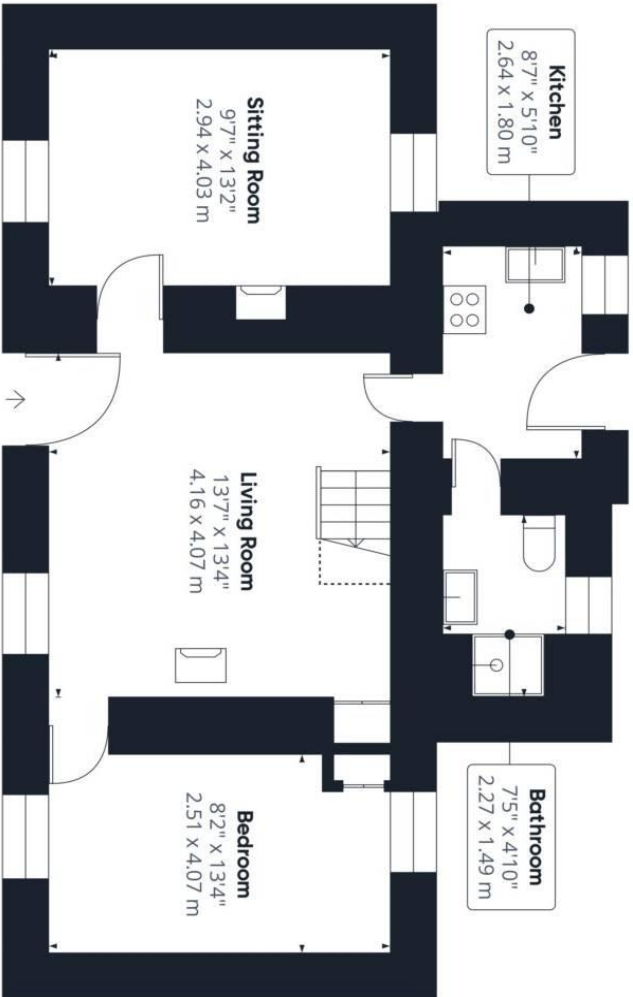 Kitchen
8'7" x 5'10"
2.64 x 1.80 m
Bathroom
7'5" x 4'10"
2.27 x 1.49 m
Sitting Room
9'7" x 13'2"
2.94 x 4.03 m
Living Room
13'7" x 13'4"
4.16 x 4.07 m
Bedroom
8'2" x 13'4"
2.51 x 4.07 m